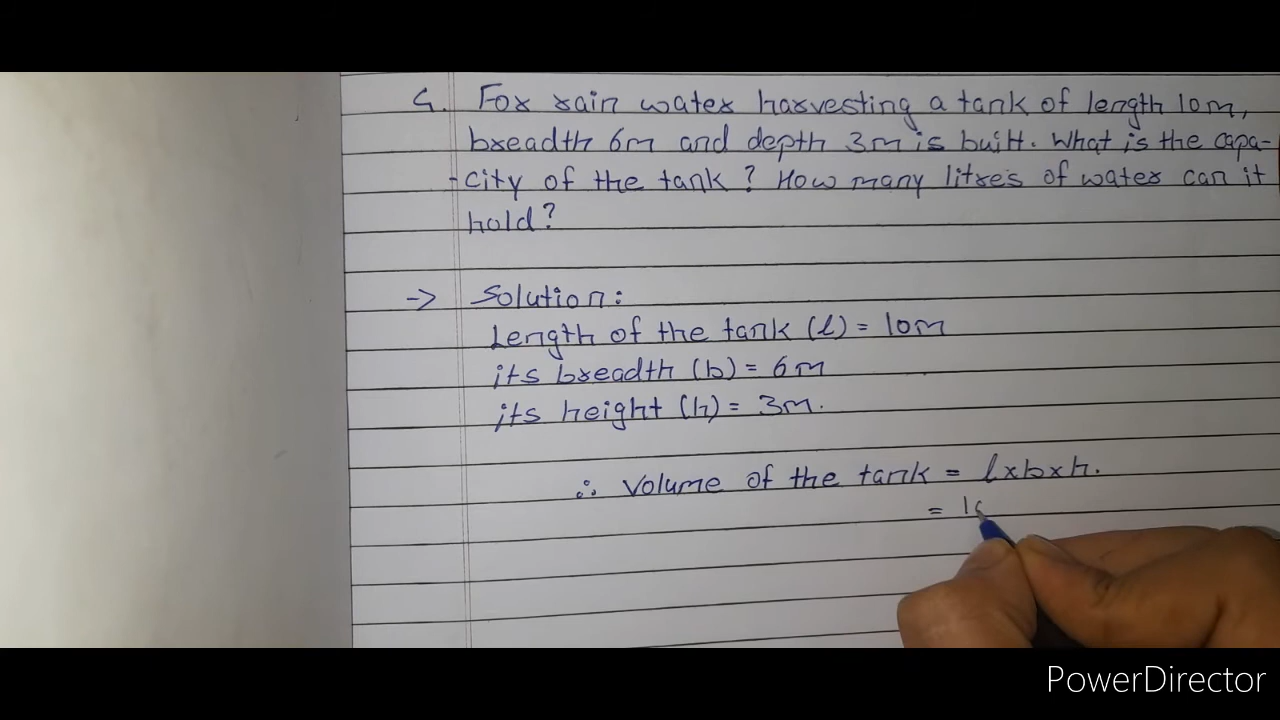 4. For rain water harvesting a tank of length 10m,
breadth 6m and depth 3m is built. What is the capa-
-city of the tank? How many litres of water can it
hold?
-> Solution:
Length of the tank (l) = 10m
its breadth (b) = 6m
its height (h) = 3m.
∴ Volume of the tank = l×b×h.
= 10
PowerDirector